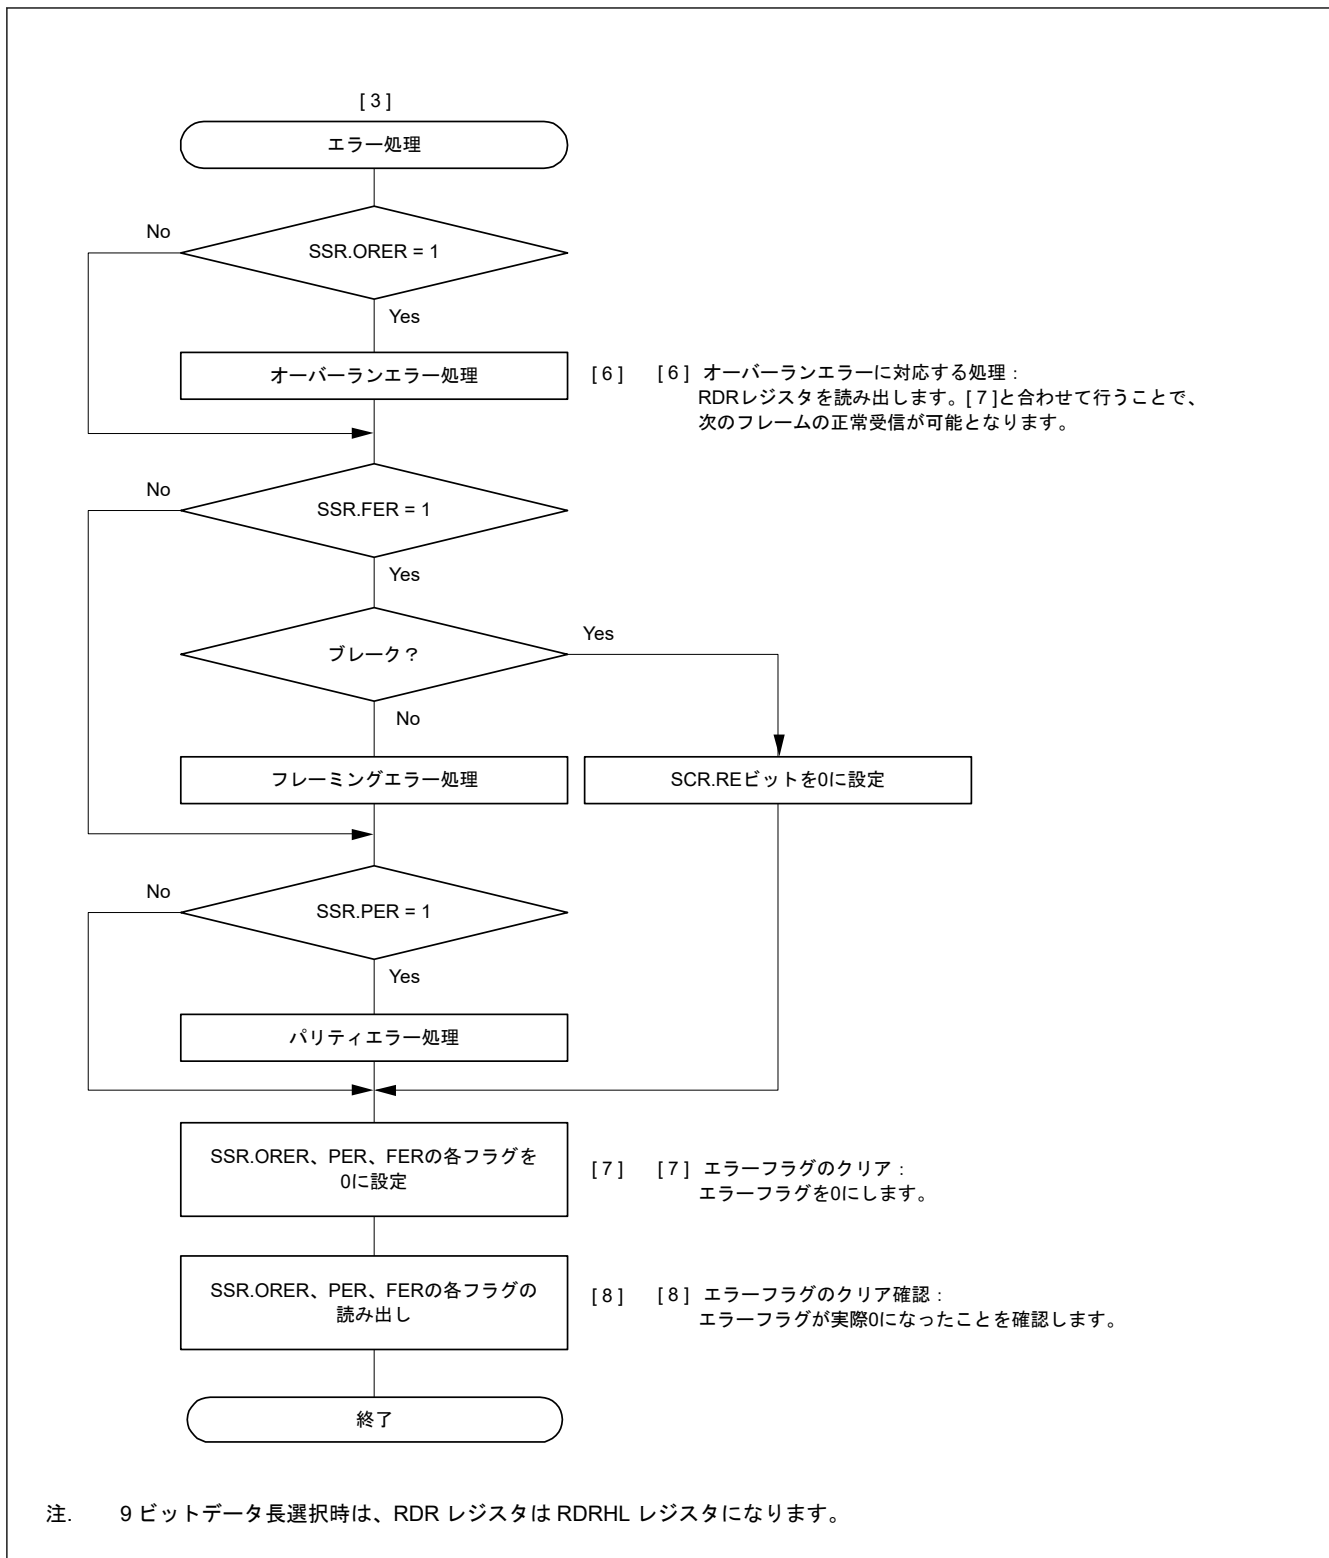 [ 3 ]
エラー処理
No
SSR.ORER = 1
Yes
オーバーランエラー処理
[ 6 ]
[ 6 ] オーバーランエラーに対応する処理：
RDRレジスタを読み出します。[ 7 ]と合わせて行うことで、
次のフレームの正常受信が可能となります。
No
SSR.FER = 1
Yes
ブレーク？
Yes
No
フレーミングエラー処理
SCR.REビットを0に設定
No
SSR.PER = 1
Yes
パリティエラー処理
SSR.ORER、PER、FERの各フラグを
0に設定
[ 7 ]
[ 7 ] エラーフラグのクリア：
エラーフラグを0にします。
SSR.ORER、PER、FERの各フラグの
読み出し
[ 8 ]
[ 8 ] エラーフラグのクリア確認：
エラーフラグが実際0になったことを確認します。
終了
注. 9 ビットデータ長選択時は、RDR レジスタは RDRHL レジスタになります。